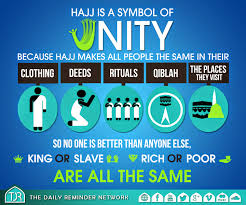 HAJJ IS A SYMBOL OF
UNITY
BECAUSE HAJJ MAKES ALL PEOPLE THE SAME IN THEIR
CLOTHING
DEEDS
RITUALS
QIBLAH
THE PLACES
THEY VISIT
SO NO ONE IS BETTER THAN ANYONE ELSE,
KING OR SLAVE RICH OR POOR
ARE ALL THE SAME
TDR
THE DAILY REMINDER NETWORK